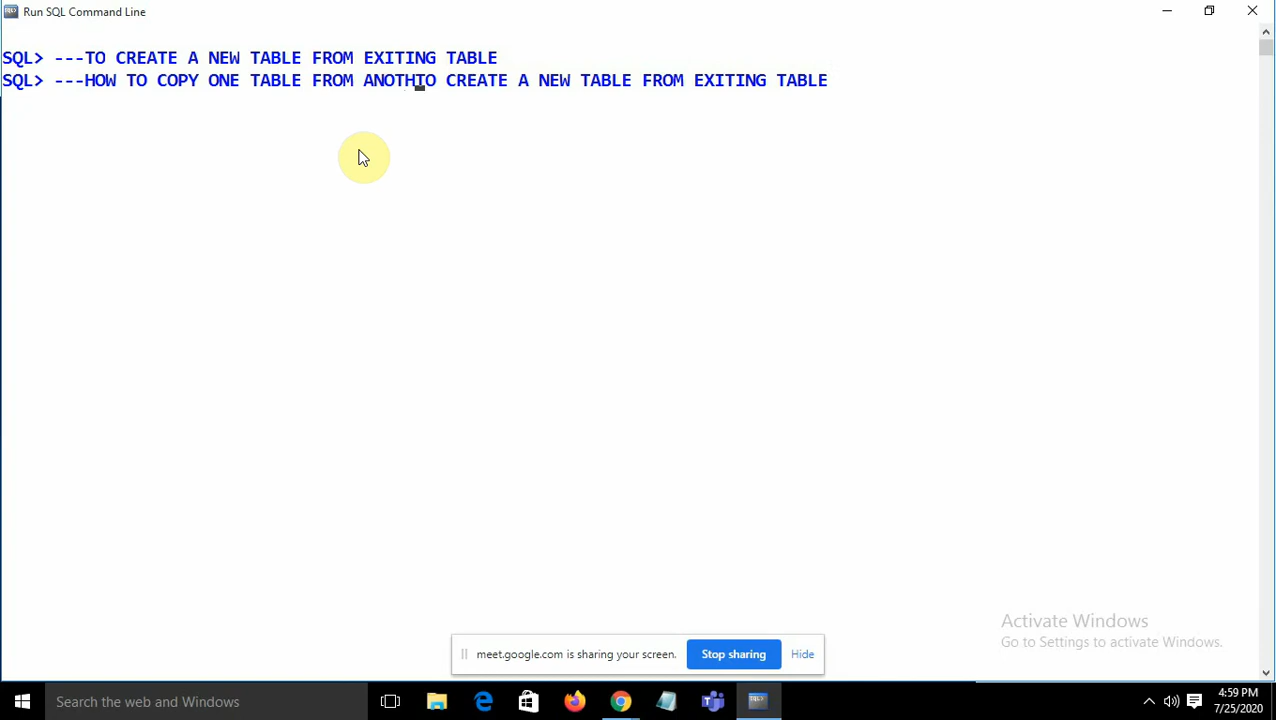 Run SQL Command Line
SQL> ---TO CREATE A NEW TABLE FROM EXITING TABLE
SQL> ---HOW TO COPY ONE TABLE FROM ANOTHIO CREATE A NEW TABLE FROM EXITING TABLE
Activate Windows
Go to Settings to activate Windows.
meet.google.com is sharing your screen.
Stop sharing
Hide
Search the web and Windows
4:59 PM
7/25/2020